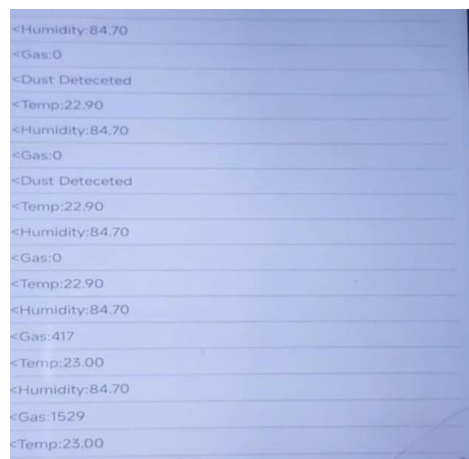 <Humidity:84.70
<Gas:0
<Dust Deteceted
<Temp:22.90
<Humidity:84.70
<Gas:0
<Dust Deteceted
<Temp:22.90
<Humidity:84.70
<Gas:0
<Temp:22.90
<Humidity:84.70
<Gas:417
<Temp:23.00
<Humidity:84.70
<Gas:1529
<Temp:23.00